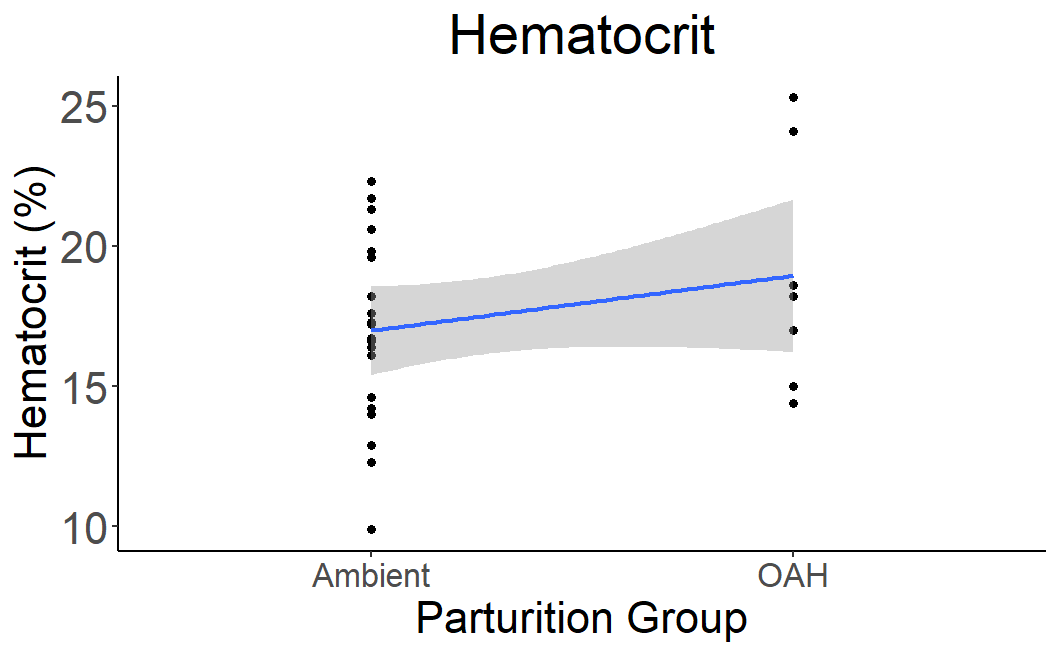 Hematocrit
Hematocrit (%)
25
20
15
10
Ambient
OAH
Parturition Group